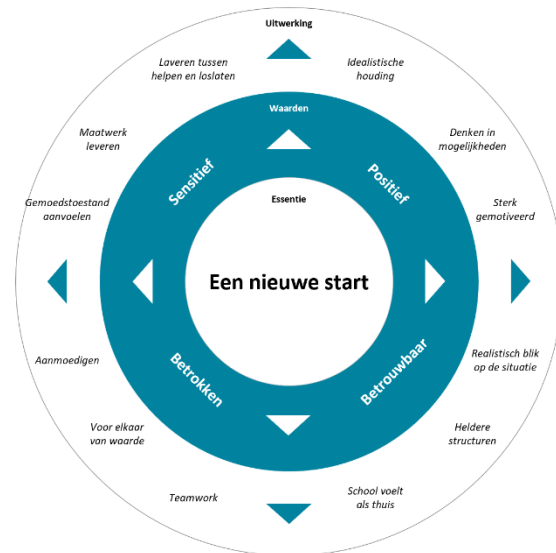 Uitwerking
Laveren tussen
helpen en loslaten
Idealistische
houding
Waarden
Maatwerk
leveren
Denken in
mogelijkheden
Sensitief
Positief
Gemoedstoestand
aanvoelen
Essentie
Sterk
gemotiveerd
Een nieuwe start
Aanmoedigen
Realistisch blik
op de situatie
Betrokken
Betrouwbaar
Voor elkaar
van waarde
Heldere
structuren
Teamwork
School voelt
als thuis